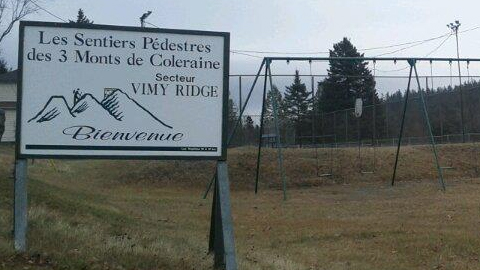 Les Sentiers Pédestres
des 3 Monts de Coleraine
Secteur
VIMY RIDGE
Bienvenue